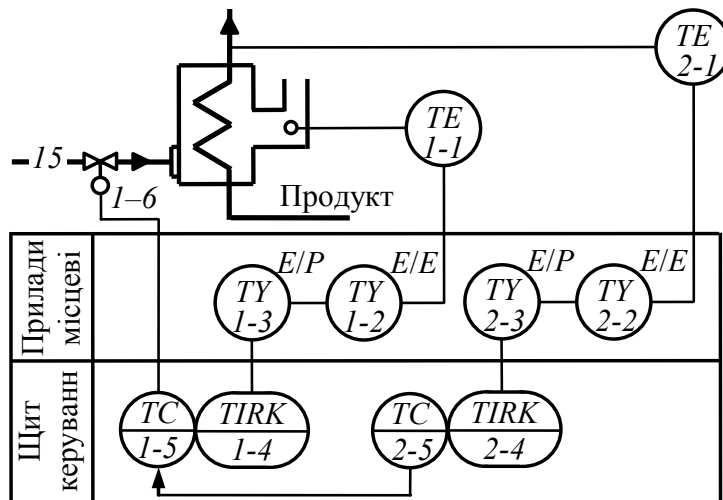 TE
2-1
TE
1-1
15
1–6
Продукт
Прилади
місцеві
E/P
E/E
E/P
E/E
TY
1-3
TY
1-2
TY
2-3
TY
2-2
Щит
керуванн
TC
1-5
TIRK
1-4
TC
2-5
TIRK
2-4